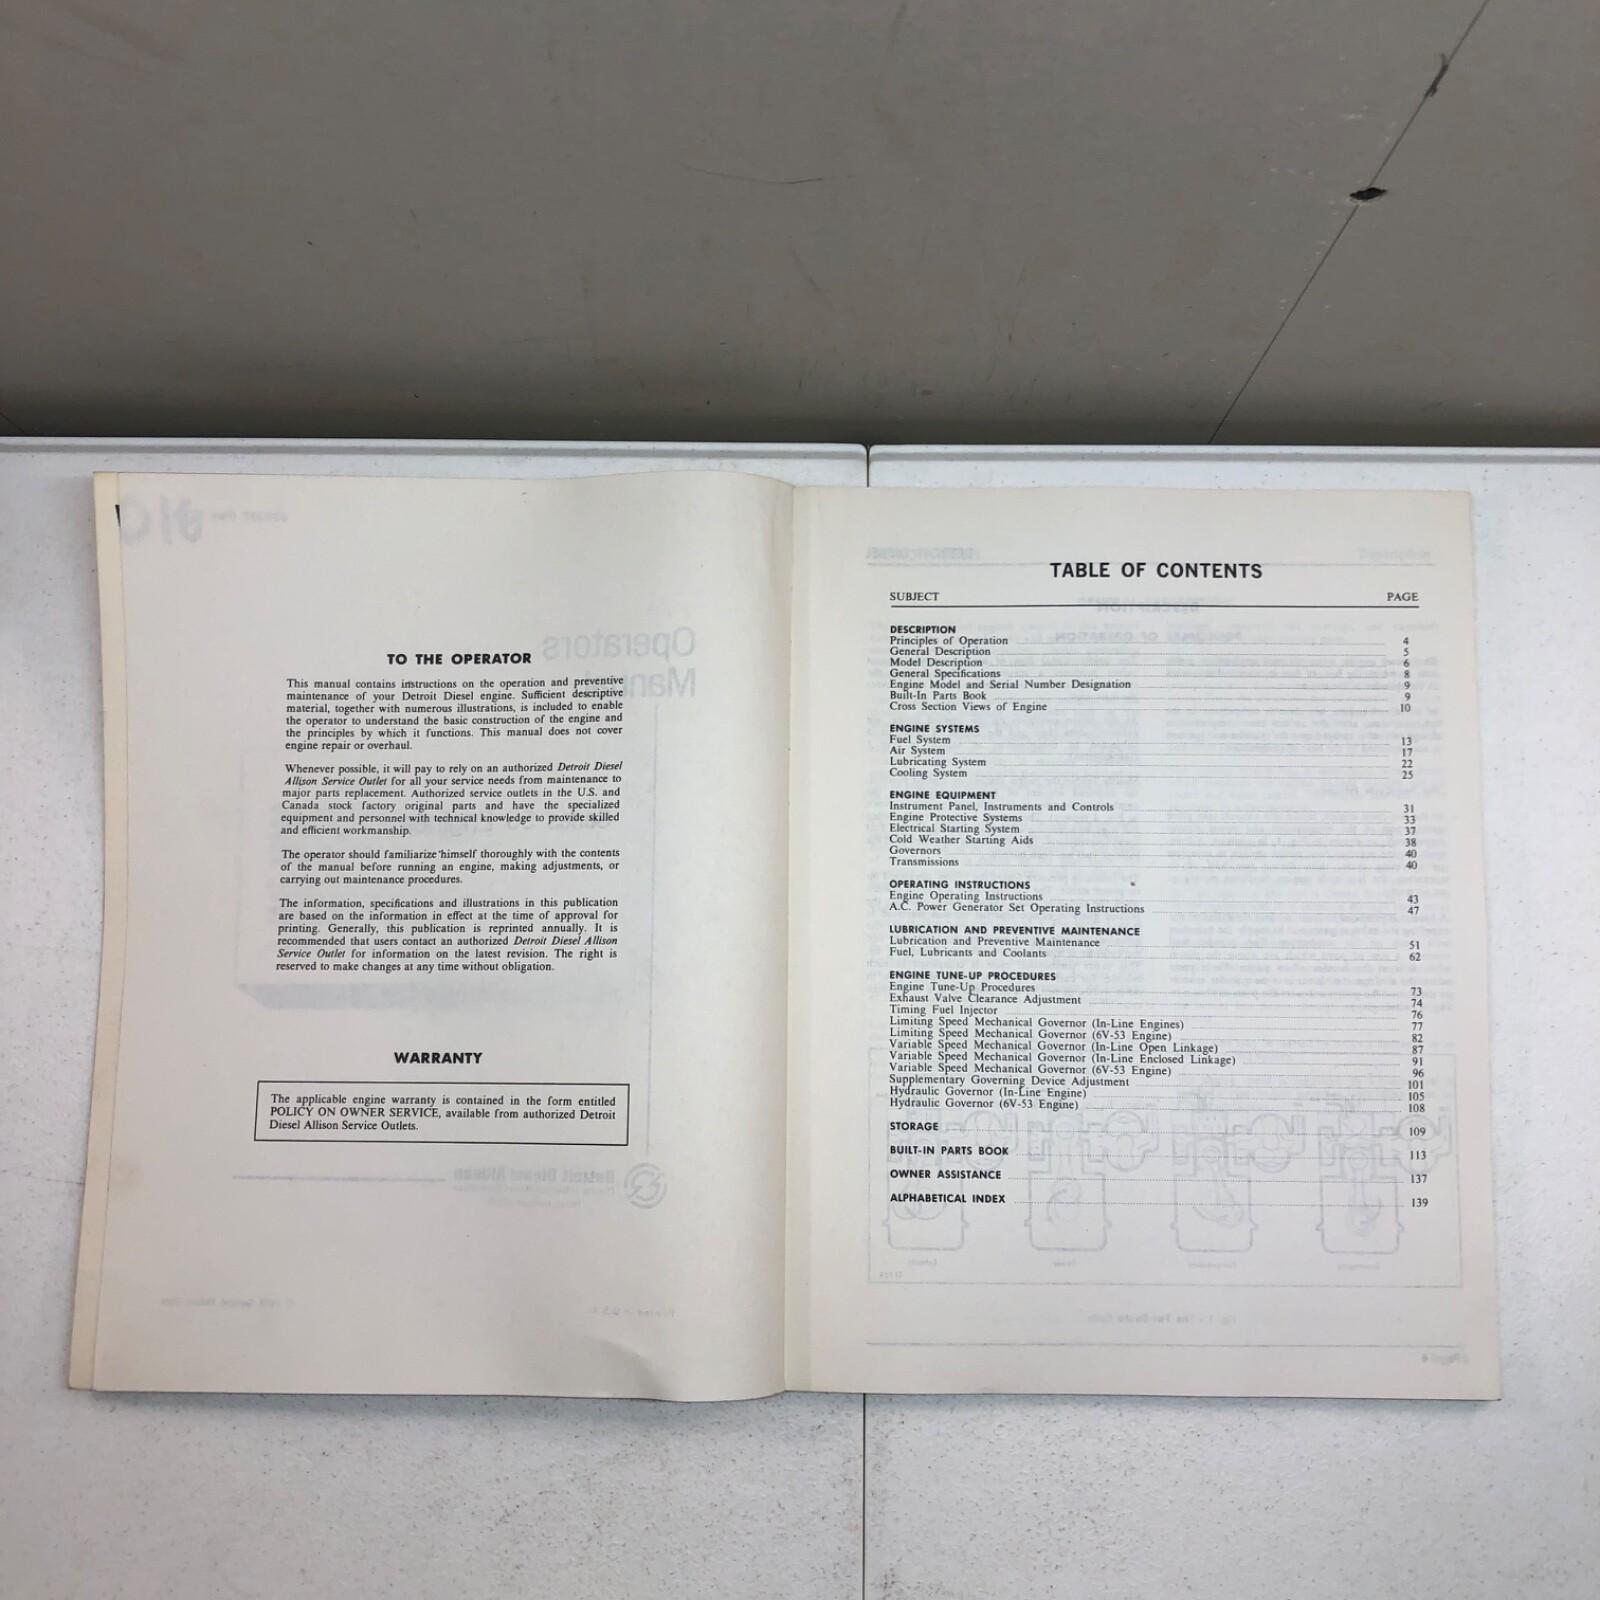 TO THE OPERATOR
This manual contains instructions on the operation and preventive
maintenance of your Detroit Diesel engine. Sufficient descriptive
material, together with numerous illustrations, is included to enable
the operator to understand the basic construction of the engine and
the principles by which it functions. This manual does not cover
engine repair or overhaul.
Whenever possible, it will pay to rely on an authorized Detroit Diesel
Allison Service Outlet for all your service needs from maintenance to
major parts replacement. Authorized service outlets in the U.S. and
Canada stock factory original parts and have the specialized
equipment and personnel with technical knowledge to provide skilled
and efficient workmanship.
The operator should familiarize himself thoroughly with the contents
of the manual before running an engine, making adjustments, or
carrying out maintenance procedures.
The information, specifications and illustrations in this publication
are based on the information in effect at the time of approval for
printing. Generally, this publication is reprinted annually. It is
recommended that users contact an authorized Detroit Diesel Allison
Service Outlet for information on the latest revision. The right is
reserved to make changes at any time without obligation.
WARRANTY
The applicable engine warranty is contained in the form entitled
POLICY ON OWNER SERVICE, available from authorized Detroit
Diesel Allison Service Outlets.
TABLE OF CONTENTS
SUBJECT PAGE
DESCRIPTION
Principles of Operation 4
General Description 5
Model Description 6
General Specifications 8
Engine Model and Serial Number Designation 9
Built-In Parts Book 9
Cross Section Views of Engine 10
ENGINE SYSTEMS
Fuel System 13
Air System 17
Lubricating System 22
Cooling System 25
ENGINE EQUIPMENT
Instrument Panel, Instruments and Controls 31
Engine Protective Systems 33
Electrical Starting System 37
Cold Weather Starting Aids 38
Governors 40
Transmissions 40
OPERATING INSTRUCTIONS
Engine Operating Instructions 43
A.C. Power Generator Set Operating Instructions 47
LUBRICATION AND PREVENTIVE MAINTENANCE
Lubrication and Preventive Maintenance 51
Fuel, Lubricants and Coolants 62
ENGINE TUNE-UP PROCEDURES
Engine Tune-Up Procedures 73
Exhaust Valve Clearance Adjustment 74
Timing Fuel Injector 76
Limiting Speed Mechanical Governor (In-Line Engines) 77
Limiting Speed Mechanical Governor (6V-53 Engine) 82
Variable Speed Mechanical Governor (In-Line Open Linkage) 87
Variable Speed Mechanical Governor (In-Line Enclosed Linkage) 91
Variable Speed Mechanical Governor (6V-53 Engine) 96
Supplementary Governing Device Adjustment 101
Hydraulic Governor (In-Line Engine) 105
Hydraulic Governor (6V-53 Engine) 108
STORAGE 109
BUILT-IN PARTS BOOK 113
OWNER ASSISTANCE 137
ALPHABETICAL INDEX 139